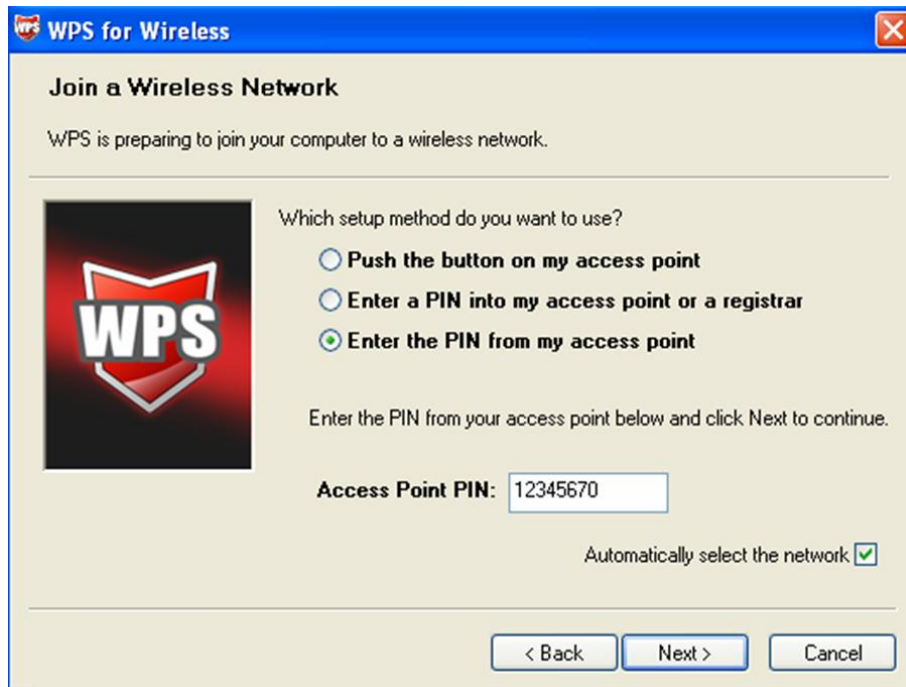 WPS WPS for Wireless
Join a Wireless Network
WPS is preparing to join your computer to a wireless network.
WPS
Which setup method do you want to use?
Push the button on my access point
Enter a PIN into my access point or a registrar
Enter the PIN from my access point
Enter the PIN from your access point below and click Next to continue.
Access Point PIN: 12345670
Automatically select the network
< Back Next > Cancel